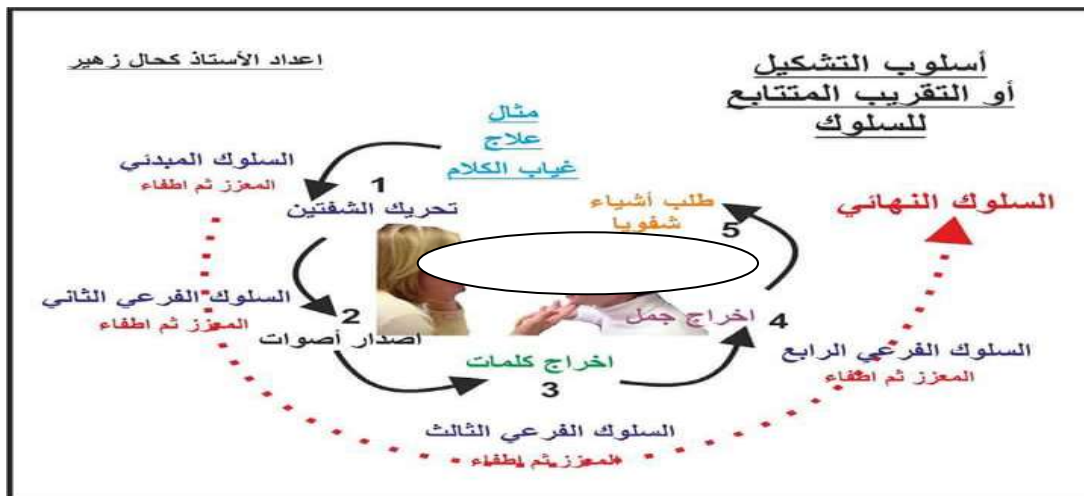 أسلوب التشكيل
أو التقريب المتتابع
للسلوك
اعداد الأستاذ كحال زهير
مثال
علاج
غياب الكلام
السلوك المبدئي
المعزز ثم اطفاء
1
تحريك الشفتين
السلوك الفرعي الثاني
المعزز ثم اطفاء
2
اصدار أصوات
اخراج كلمات
3
السلوك الفرعي الثالث
المعزز ثم اطفاء
اخراج جمل
4
السلوك الفرعي الرابع
المعزز ثم اطفاء
طلب أشياء
شفويا
5
السلوك النهائي